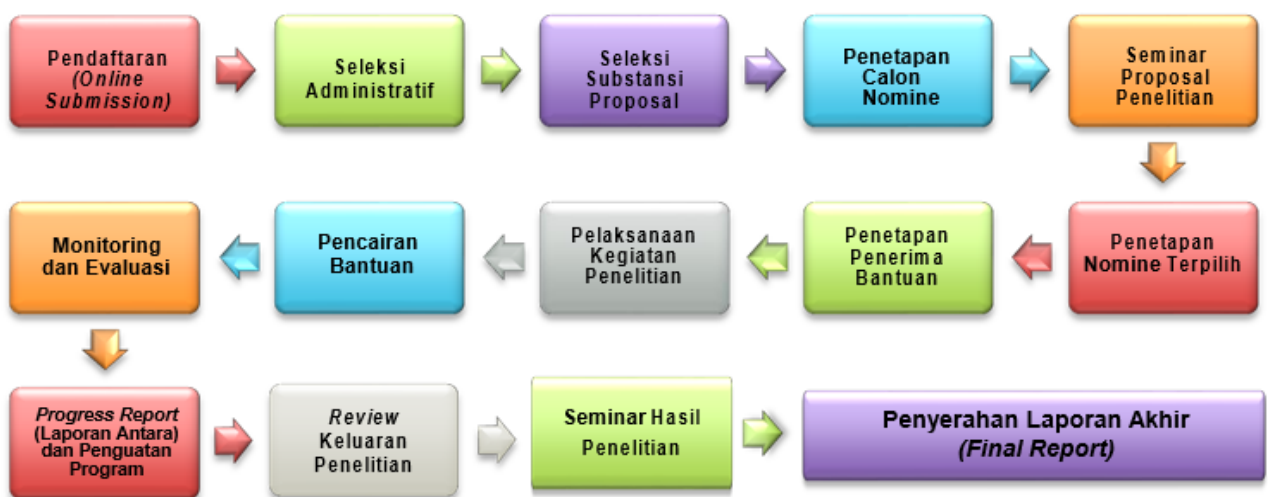 Pendaftaran
(Online
Submission)
Seleksi
Administratif
Seleksi
Substansi
Proposal
Penetapan
Calon
Nomine
Seminar
Proposal
Penelitian
Monitoring
dan Evaluasi
Pencairan
Bantuan
Pelaksanaan
Kegiatan
Penelitian
Penetapan
Penerima
Bantuan
Penetapan
Nomine Terpilih
Progress Report
(Laporan Antara)
dan Penguatan
Program
Review
Keluaran
Penelitian
Seminar Hasil
Penelitian
Penyerahan Laporan Akhir
(Final Report)